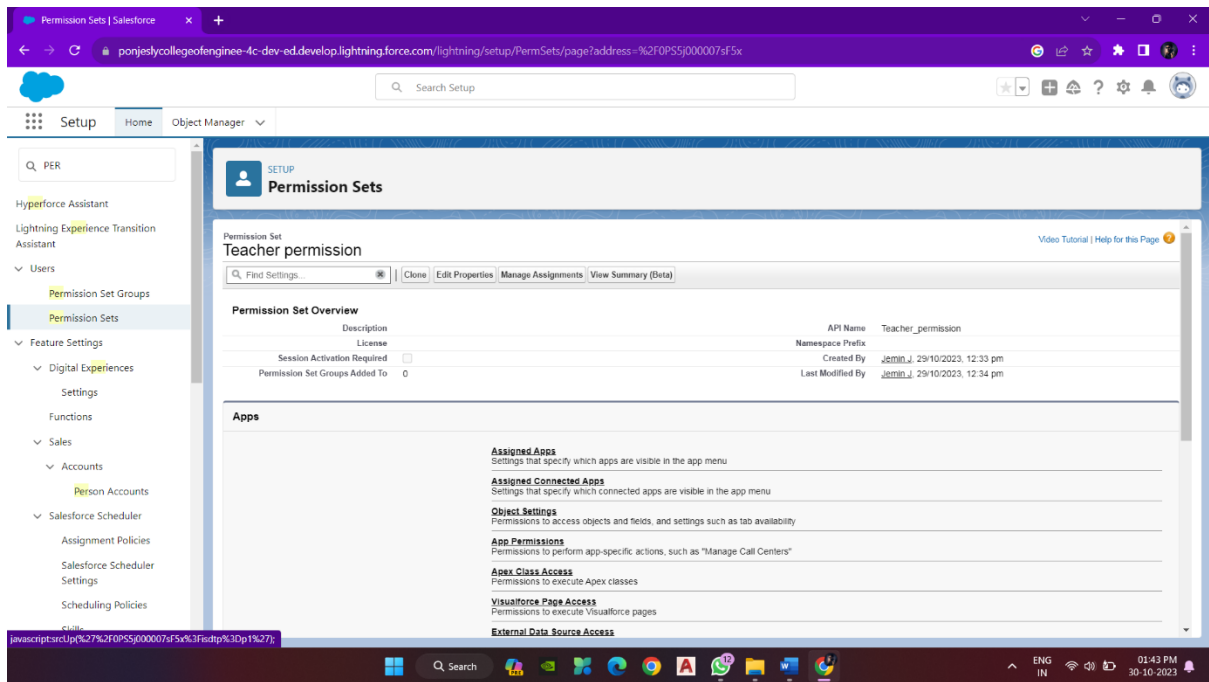 Permission Sets | Salesforce
ponjeslycollegeofenginee-4c-dev-ed.develop.lightning.force.com/lightning/setup/PermSets/page?address=%2F0PS5j000007sF5x
Search Setup
Setup Home Object Manager
PER
Hyperforce Assistant
Lightning Experience Transition
Assistant
Users
Permission Set Groups
Permission Sets
Feature Settings
Digital Experiences
Settings
Functions
Sales
Accounts
Person Accounts
Salesforce Scheduler
Assignment Policies
Salesforce Scheduler
Settings
Scheduling Policies
Skills
javascript:srcUp(%27%2F0PS5j000007sF5x%3Fisdtp%3Dp1%27);
SETUP
Permission Sets
Permission Set
Teacher permission
Video Tutorial | Help for this Page
Find Settings... | Clone Edit Properties Manage Assignments View Summary (Beta)
Permission Set Overview
Description API Name Teacher_permission
License Namespace Prefix
Session Activation Required Created By Jemin J, 29/10/2023, 12:33 pm
Permission Set Groups Added To 0 Last Modified By Jemin J, 29/10/2023, 12:34 pm
Apps
Assigned Apps
Settings that specify which apps are visible in the app menu
Assigned Connected Apps
Settings that specify which connected apps are visible in the app menu
Object Settings
Permissions to access objects and fields, and settings such as tab availability
App Permissions
Permissions to perform app-specific actions, such as "Manage Call Centers"
Apex Class Access
Permissions to execute Apex classes
Visualforce Page Access
Permissions to execute Visualforce pages
External Data Source Access
Search
12
ENG
IN
01:43 PM
30-10-2023